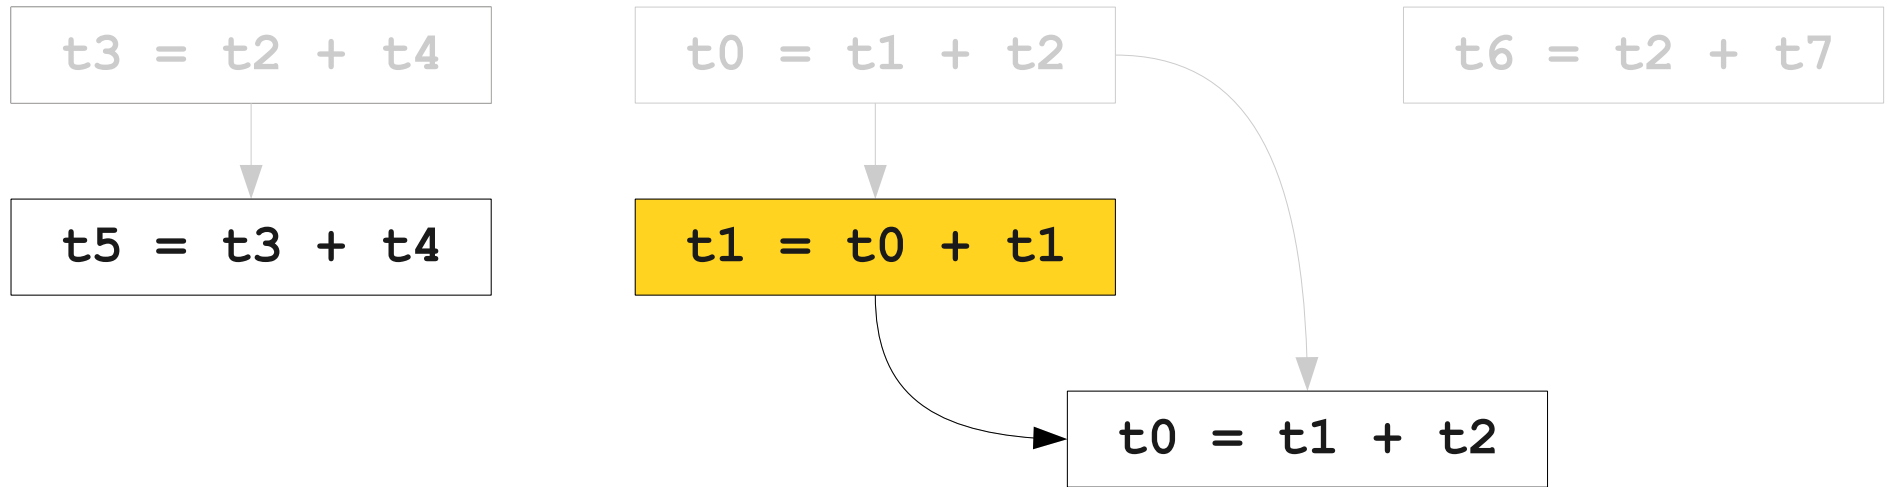 t3 = t2 + t4
t0 = t1 + t2
t6 = t2 + t7
t5 = t3 + t4
t1 = t0 + t1
t0 = t1 + t2